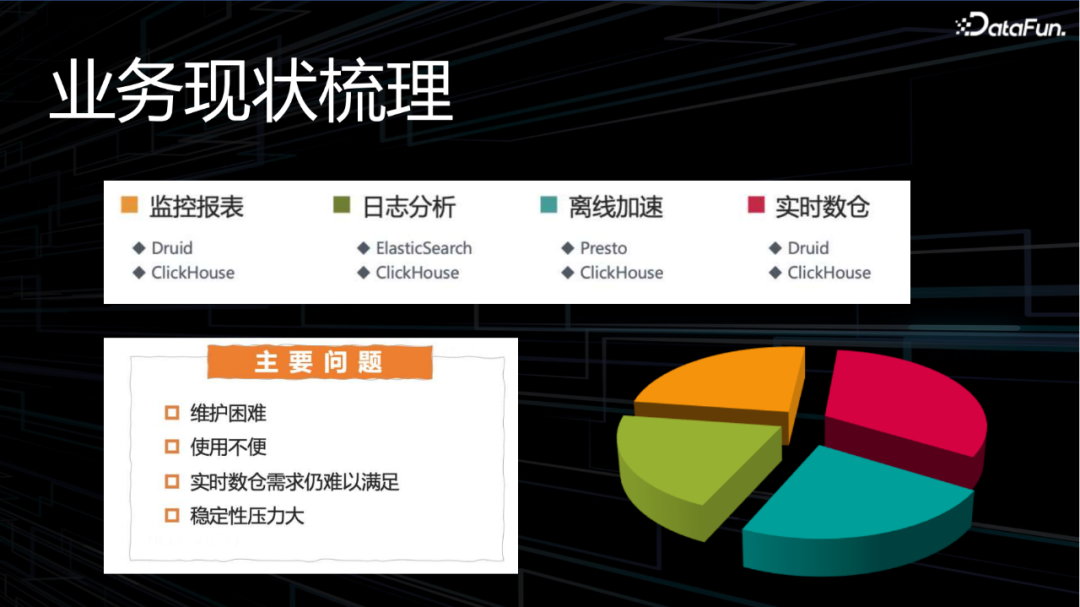 DataFun.
业务现状梳理
监控报表
Druid
ClickHouse
日志分析
ElasticSearch
ClickHouse
离线加速
Presto
ClickHouse
实时数仓
Druid
ClickHouse
主要问题
维护困难
使用不便
实时数仓需求仍难以满足
稳定性压力大